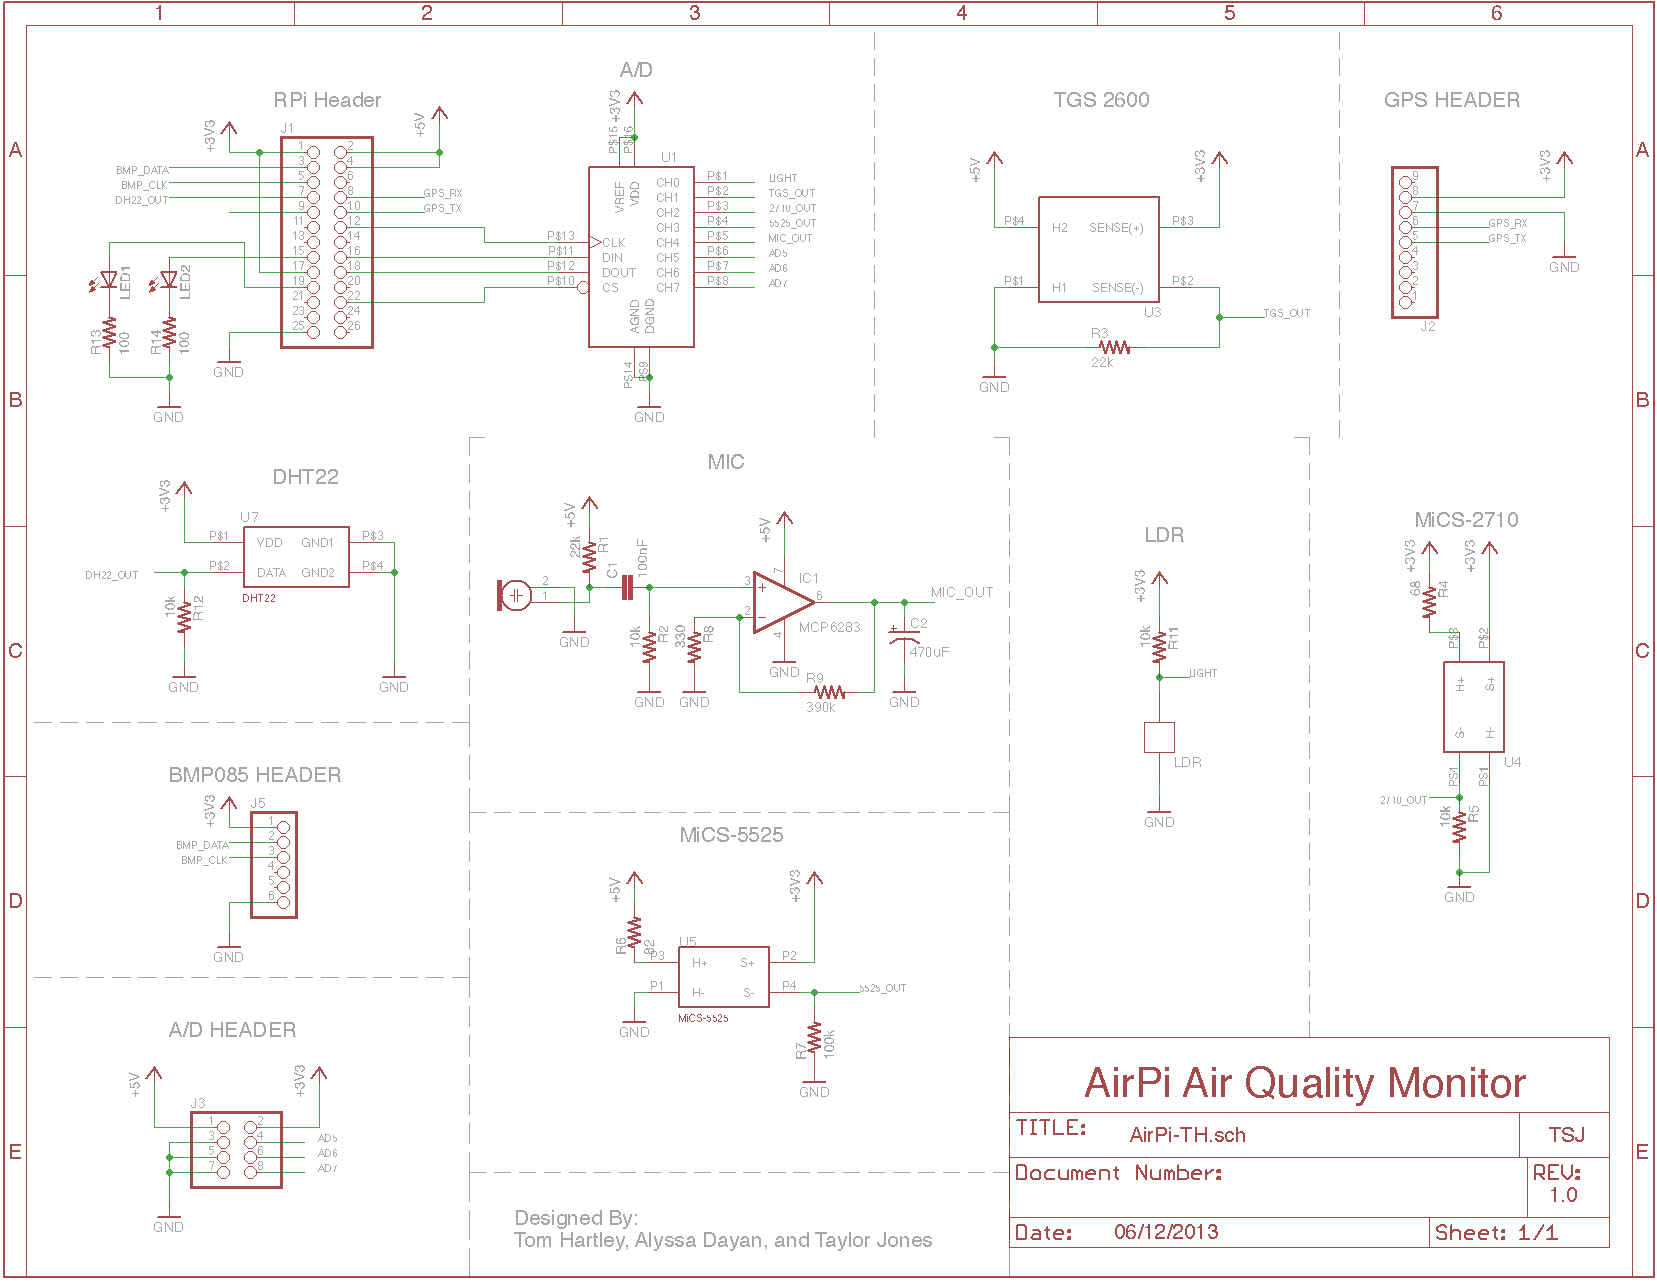 1 2 3 4 5 6
A
B
C
D
E
A
B
C
D
E
RPi Header
J1
+3V3
+5V
BMP_DATA
BMP_CLK
DH22_OUT
GPS_RX
GPS_TX
1 2
3 4
5 6
7 8
9 10
11 12
13 14
15 16
17 18
19 20
21 22
23 24
25 26
LED1
LED2
R13
100
R14
100
GND
GND
A/D
+3V3
P$15
P$16
U1
VREF
VDD
CH0 P$1 LIGHT
CH1 P$2 TGS_OUT
CH2 P$3 2710_OUT
CH3 P$4 5525_OUT
CH4 P$5 MIC_OUT
CH5 P$6 AD5
CH6 P$7 AD6
CH7 P$8 AD7
P$13 CLK
P$11 DIN
P$12 DOUT
P$10 CS
AGND
DGND
P$14
P$9
GND
TGS 2600
+5V
+3V3
P$4 H2 SENSE(+) P$3
P$1 H1 SENSE(-) P$2
U3
TGS_OUT
R3
22k
GND
GPS HEADER
+3V3
9
8
7
6
5
4
3
2
1
GPS_RX
GPS_TX
GND
J2
DHT22
+3V3
U7
P$1 VDD GND1 P$3
P$2 DATA GND2 P$4
DH22_OUT
DHT22
10k
R12
GND
GND
MIC
+5V
22k
R1
C1
100nF
2
1
GND
10k
R2
GND
330
R8
GND
+5V
IC1
3
2
7
6
4
MCP6283
GND
R9
390k
MIC_OUT
C2
470uF
GND
LDR
+3V3
10k
R11
LIGHT
LDR
GND
MiCS-2710
+3V3
+3V3
68
R4
P$3
P$2
H+
S+
S-
H-
U4
P$4
P$1
2710_OUT
10k
R5
GND
BMP085 HEADER
+3V3
J5
BMP_DATA
BMP_CLK
1
2
3
4
5
6
GND
MiCS-5525
+5V
+3V3
R6
82
U5
P3 H+ S+ P2
P1 H- S- P4
5525_OUT
MiCS-5525
GND
R7
100k
GND
A/D HEADER
+5V
+3V3
J3
1 2
3 4 AD5
5 6 AD6
7 8 AD7
GND
Designed By:
Tom Hartley, Alyssa Dayan, and Taylor Jones
AirPi Air Quality Monitor
TITLE: AirPi-TH.sch TSJ
Document Number:
REV:
1.0
Date: 06/12/2013
Sheet: 1/1